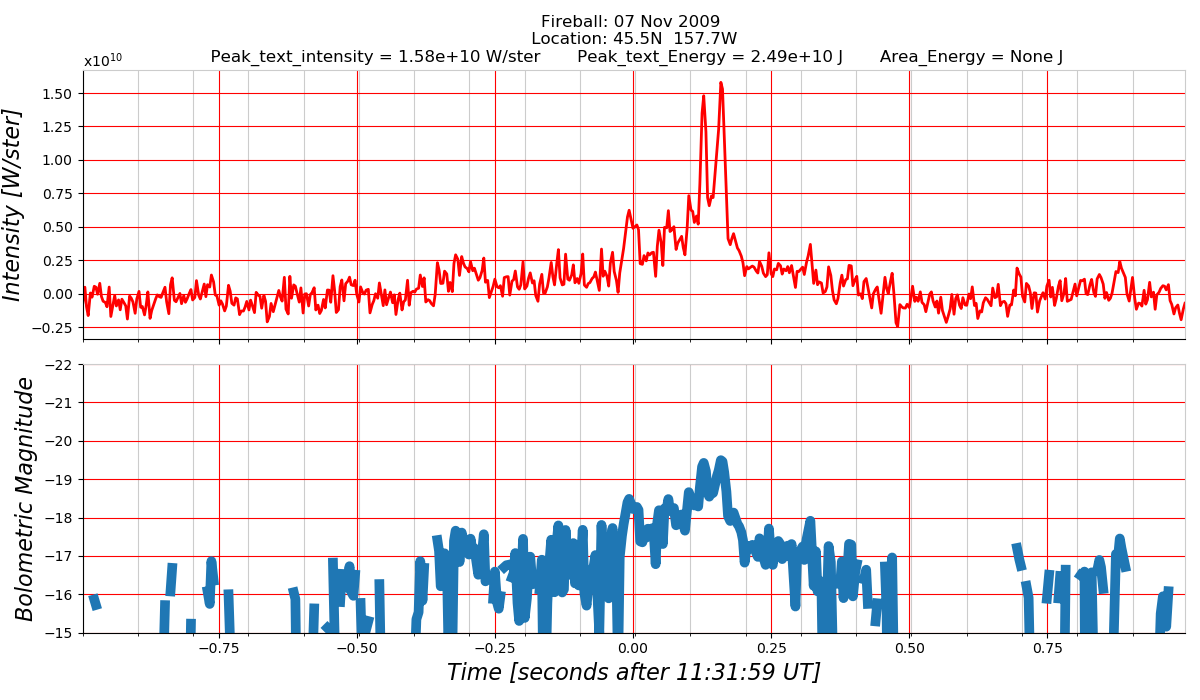 Fireball: 07 Nov 2009
Location: 45.5N  157.7W
Peak_text_intensity = 1.58e+10 W/ster       Peak_text_Energy = 2.49e+10 J       Area_Energy = None J
x10¹⁰
1.50
1.25
1.00
0.75
0.50
0.25
0.00
−0.25
Intensity [W/ster]
−22
−21
−20
−19
−18
−17
−16
−15
Bolometric Magnitude
−0.75 −0.50 −0.25 0.00 0.25 0.50 0.75
Time [seconds after 11:31:59 UT]